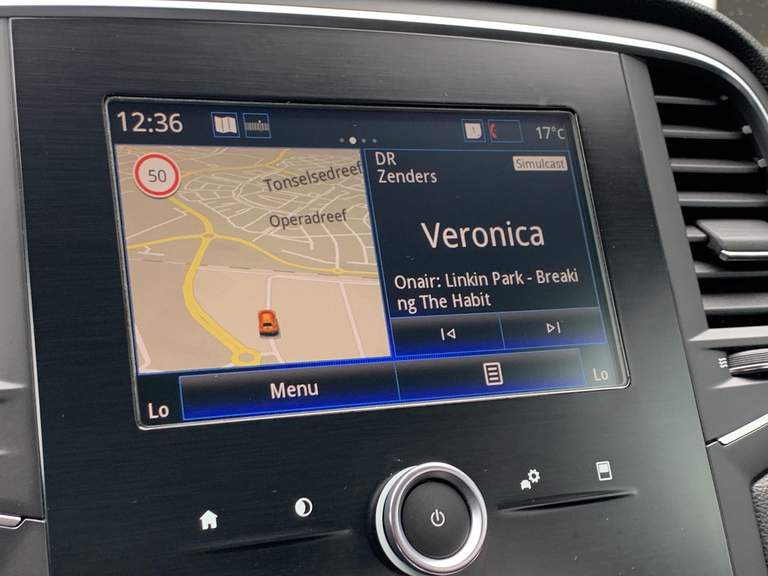 12:36
17°C
50
Tonselsedreef
Operadreef
DR
Simulcast
Zenders
Veronica
Onair: Linkin Park - Breaki
ng The Habit
Menu
Lo
Lo